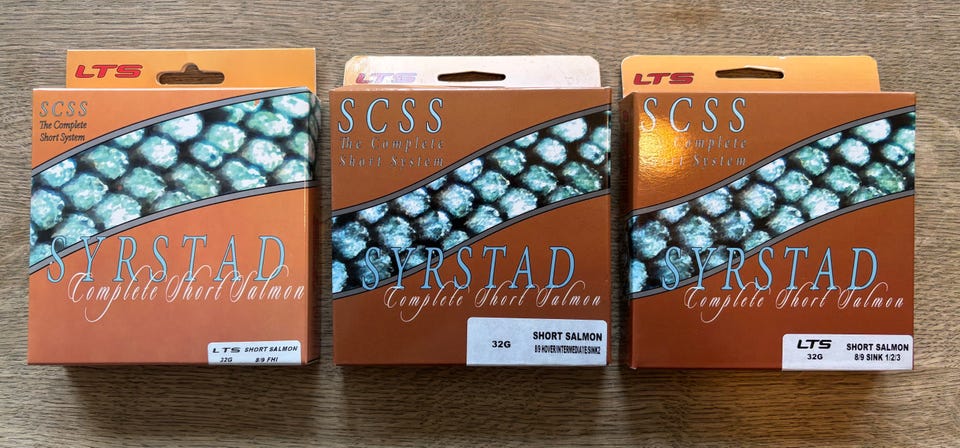 LTS
SCSS
The Complete
Short System
SYRSTAD
Complete Short Salmon
LTS SHORT SALMON
32G 8/9 FHI
LTS
SCSS
The Complete
Short System
SYRSTAD
Complete Short Salmon
SHORT SALMON
32G
8/9 HOVER/INTERMEDIATE/SINK2
LTS
SCSS
The Complete
Short System
SYRSTAD
Complete Short Salmon
LTS SHORT SALMON
32G 8/9 SINK 1/2/3